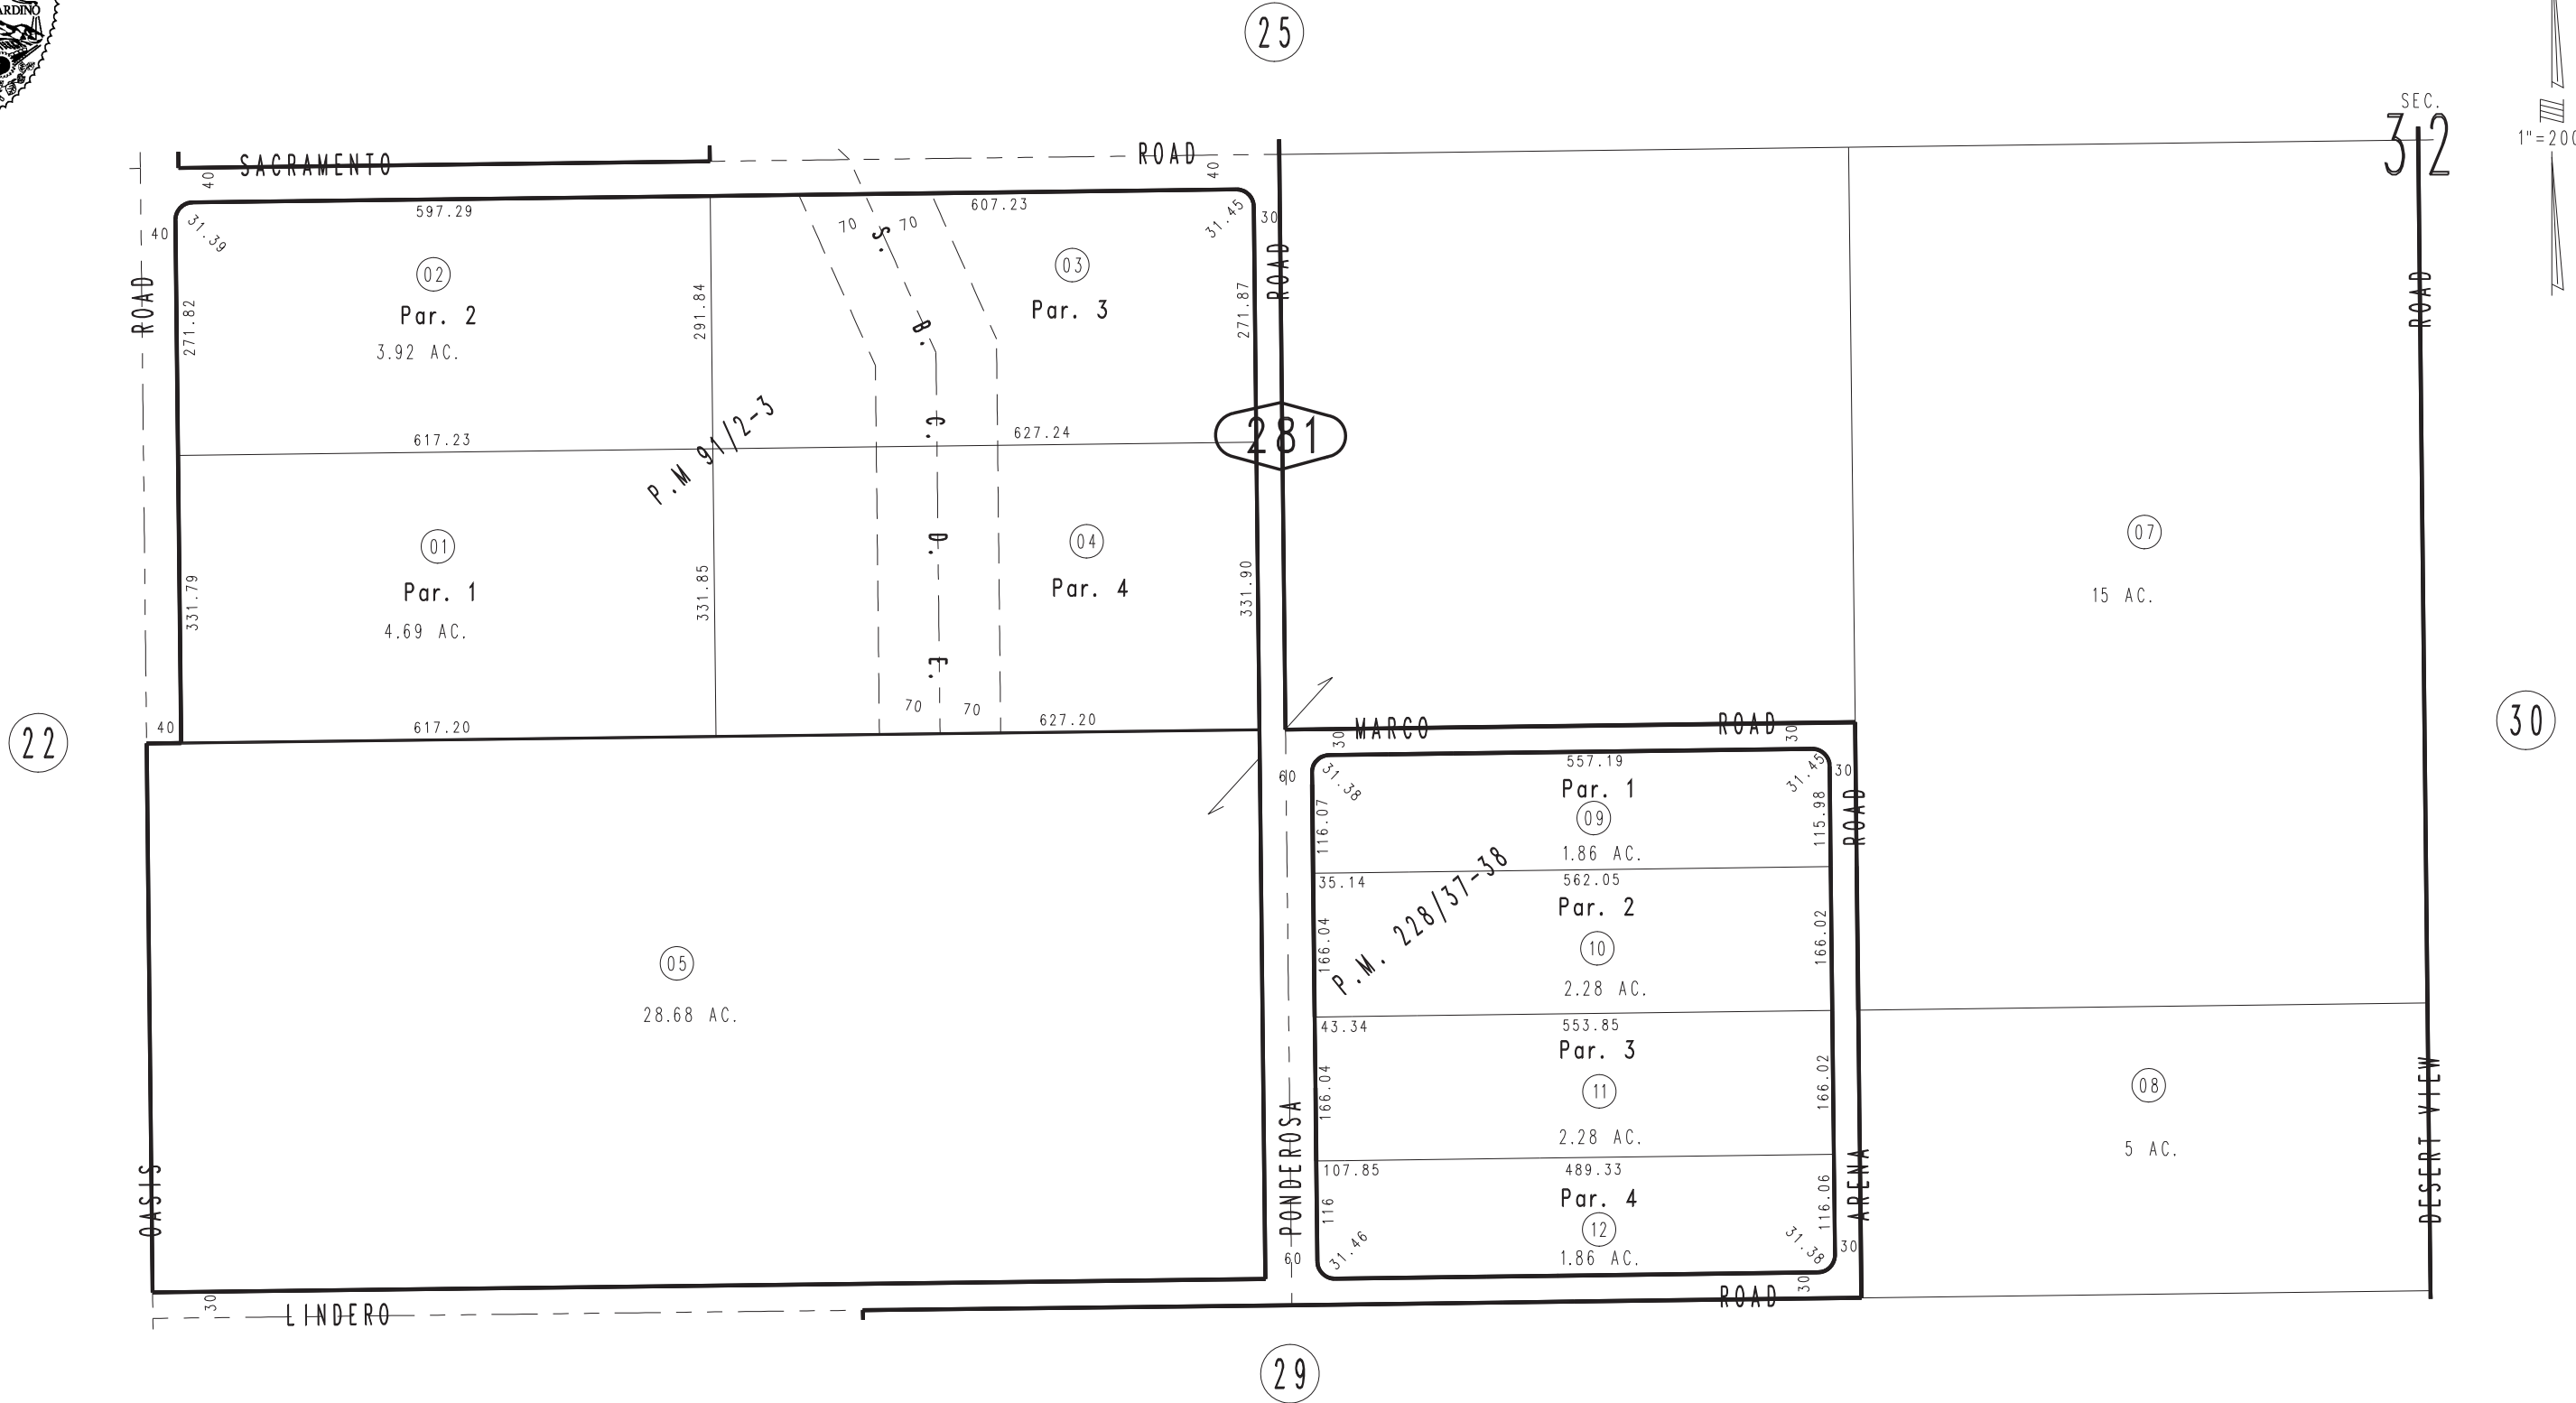 ARDINO
25
SEC.
32
1"=200
SACRAMENTO
ROAD
40
40
597.29
607.23
31.39
31.45
30
40
70
70
S.
B.
C.
D.
E.
ROAD
02
Par. 2
3.92 AC.
271.82
291.84
03
Par. 3
271.87
ROAD
ROAD
617.23
627.24
281
P.M 91/2-3
01
Par. 1
4.69 AC.
331.79
331.85
04
Par. 4
331.90
07
15 AC.
70
70
40
617.20
627.20
22
30
MARCO
ROAD
30
30
60
557.19
31.38
31.45
30
Par. 1
09
1.86 AC.
116.07
115.98
ROAD
35.14
562.05
P.M. 228/37-38
Par. 2
10
2.28 AC.
166.04
166.02
05
28.68 AC.
43.34
553.85
Par. 3
11
2.28 AC.
166.04
166.02
08
5 AC.
107.85
489.33
Par. 4
12
1.86 AC.
116
116.06
31.46
31.38
30
60
OASIS
PONDEROSA
ARENA
DESERT VIEW
30
LINDERO
ROAD
30
29